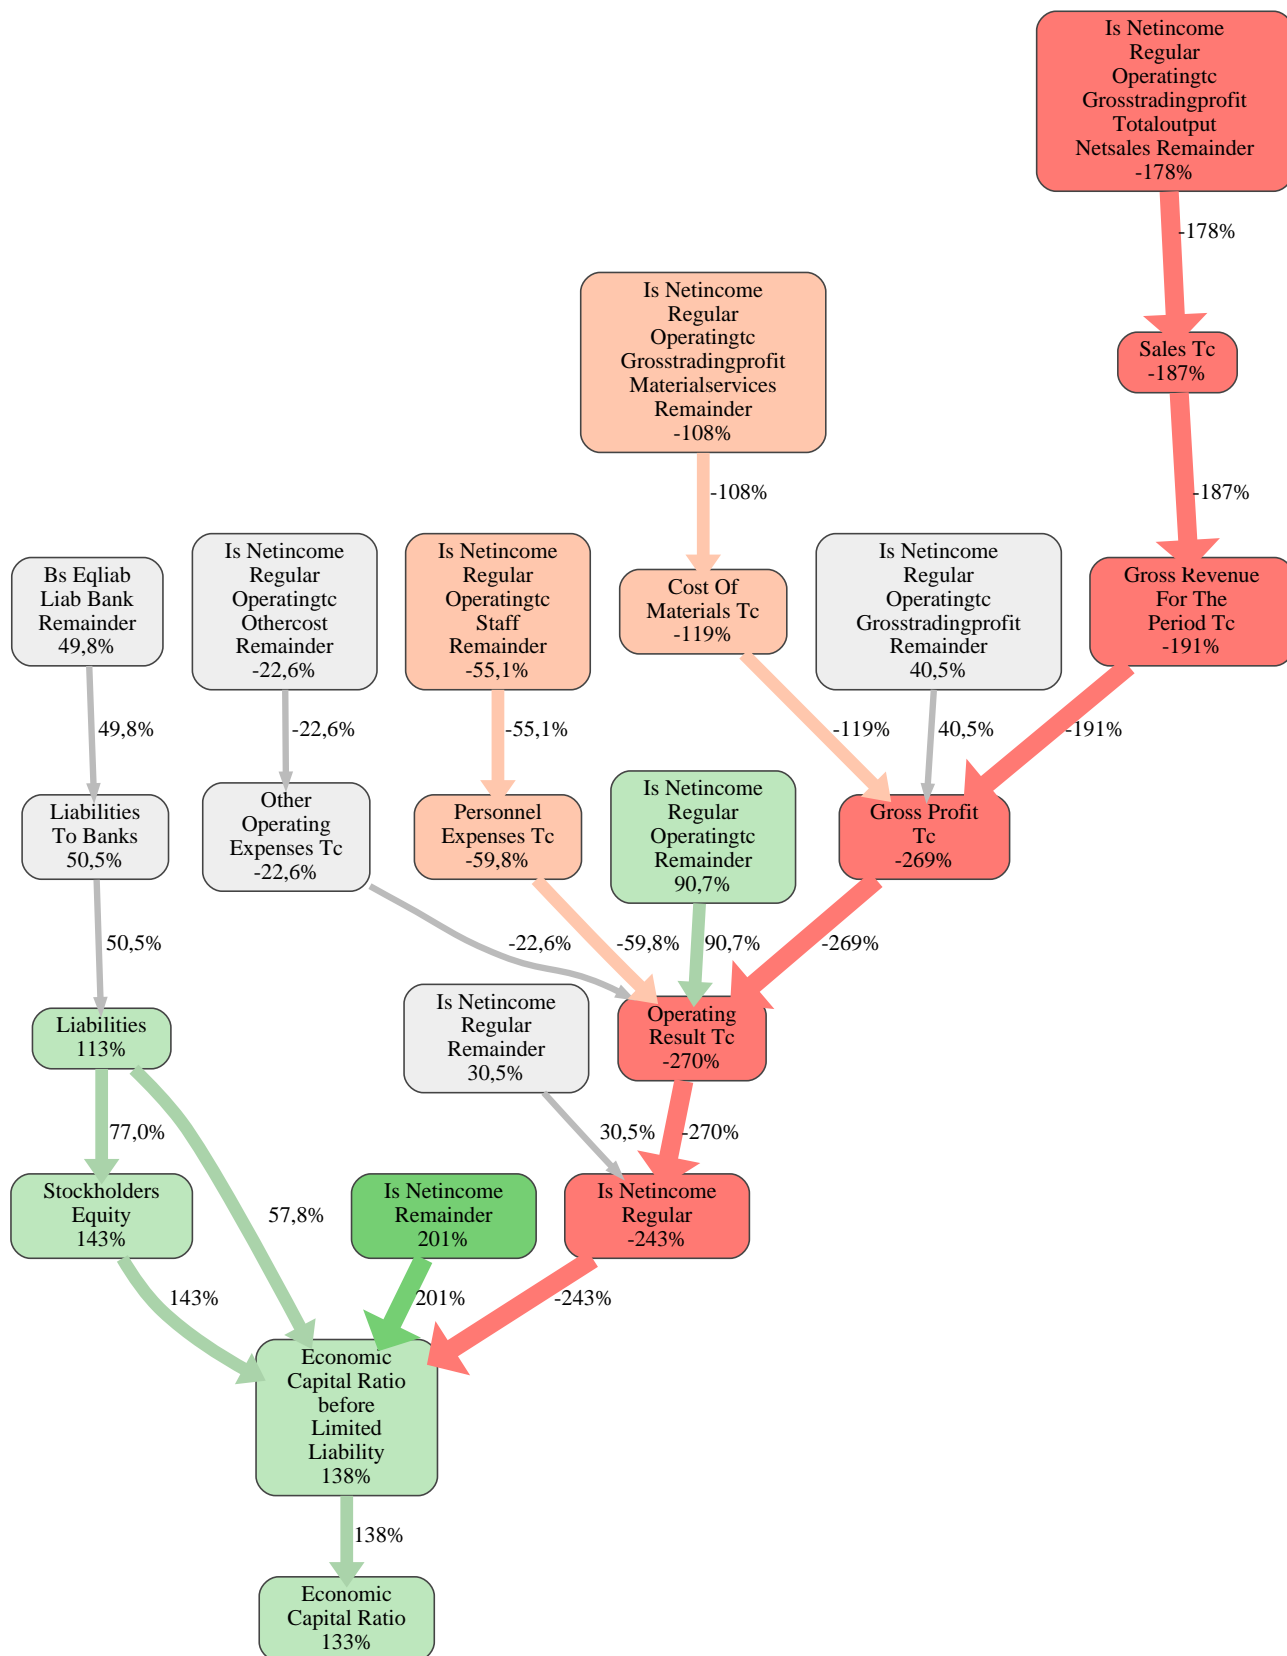 Is Netincome
Regular
Operatingtc
Grosstradingprofit
Totaloutput
Netsales Remainder
-178%
-178%
Is Netincome
Regular
Operatingtc
Grosstradingprofit
Materialservices
Remainder
-108%
Sales Tc
-187%
-108%
-187%
Bs Eqliab
Liab Bank
Remainder
49,8%
Is Netincome
Regular
Operatingtc
Othercost
Remainder
-22,6%
Is Netincome
Regular
Operatingtc
Staff
Remainder
-55,1%
Cost Of
Materials Tc
-119%
Is Netincome
Regular
Operatingtc
Grosstradingprofit
Remainder
40,5%
Gross Revenue
For The
Period Tc
-191%
49,8%
-22,6%
-55,1%
-119%
40,5%
-191%
Liabilities
To Banks
50,5%
Other
Operating
Expenses Tc
-22,6%
Personnel
Expenses Tc
-59,8%
Is Netincome
Regular
Operatingtc
Remainder
90,7%
Gross Profit
Tc
-269%
50,5%
-22,6%
-59,8%
90,7%
-269%
Liabilities
113%
Is Netincome
Regular
Remainder
30,5%
Operating
Result Tc
-270%
77,0%
57,8%
30,5%
-270%
Stockholders
Equity
143%
Is Netincome
Remainder
201%
Is Netincome
Regular
-243%
143%
201%
-243%
Economic
Capital Ratio
before
Limited
Liability
138%
138%
Economic
Capital Ratio
133%